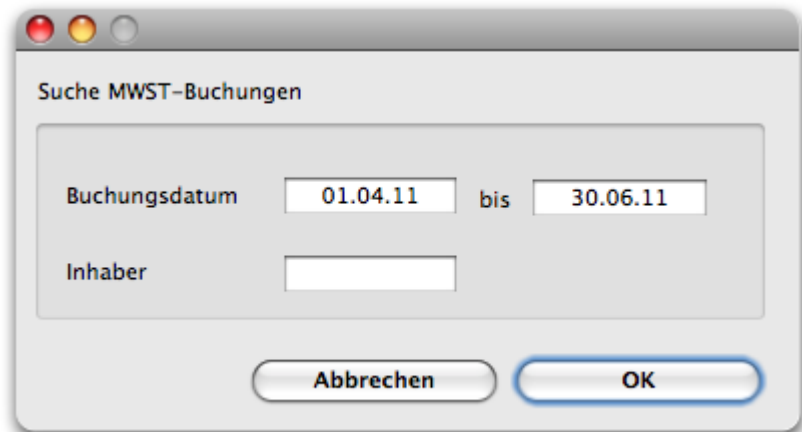 Suche MWST-Buchungen
Buchungsdatum 01.04.11 bis 30.06.11
Inhaber
Abbrechen OK